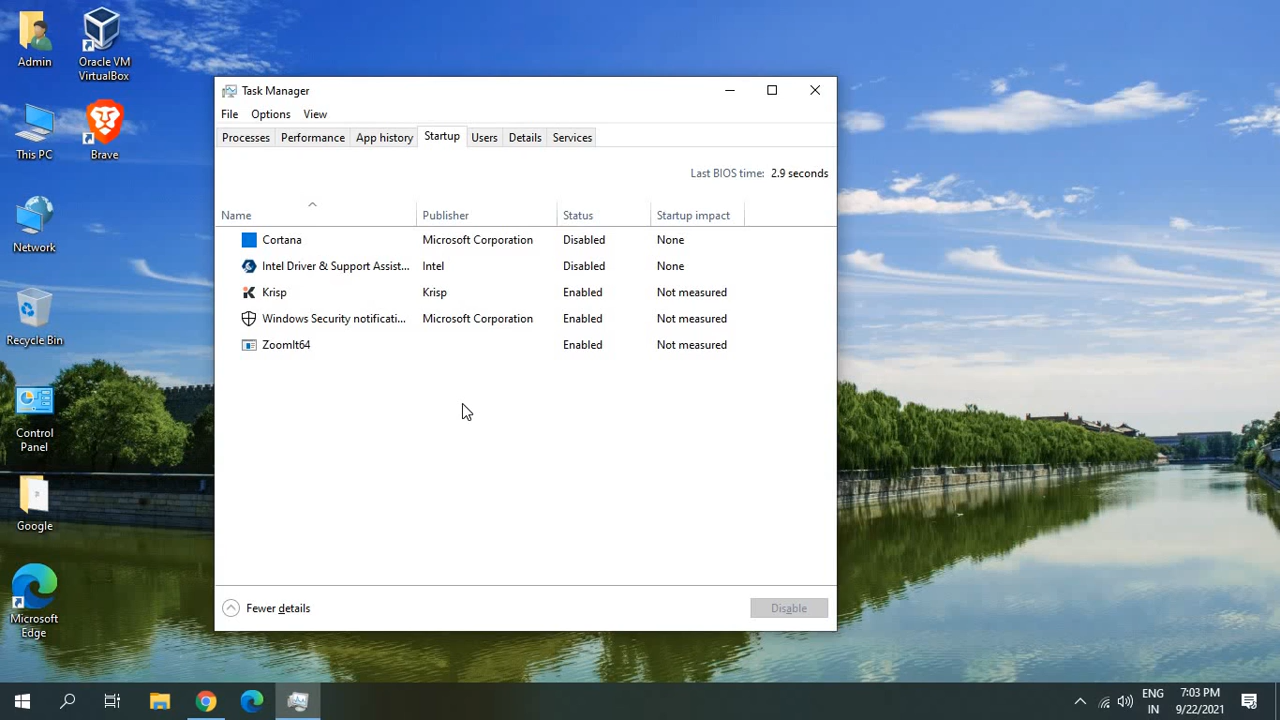 Admin
Oracle VM
VirtualBox
This PC
Brave
Network
Recycle Bin
Control
Panel
Google
Microsoft
Edge
Task Manager
File Options View
Processes Performance App history Startup Users Details Services
Last BIOS time: 2.9 seconds
Name Publisher Status Startup impact
Cortana Microsoft Corporation Disabled None
Intel Driver & Support Assist... Intel Disabled None
Krisp Krisp Enabled Not measured
Windows Security notificati... Microsoft Corporation Enabled Not measured
ZoomIt64 Enabled Not measured
Fewer details Disable
ENG 7:03 PM
IN 9/22/2021